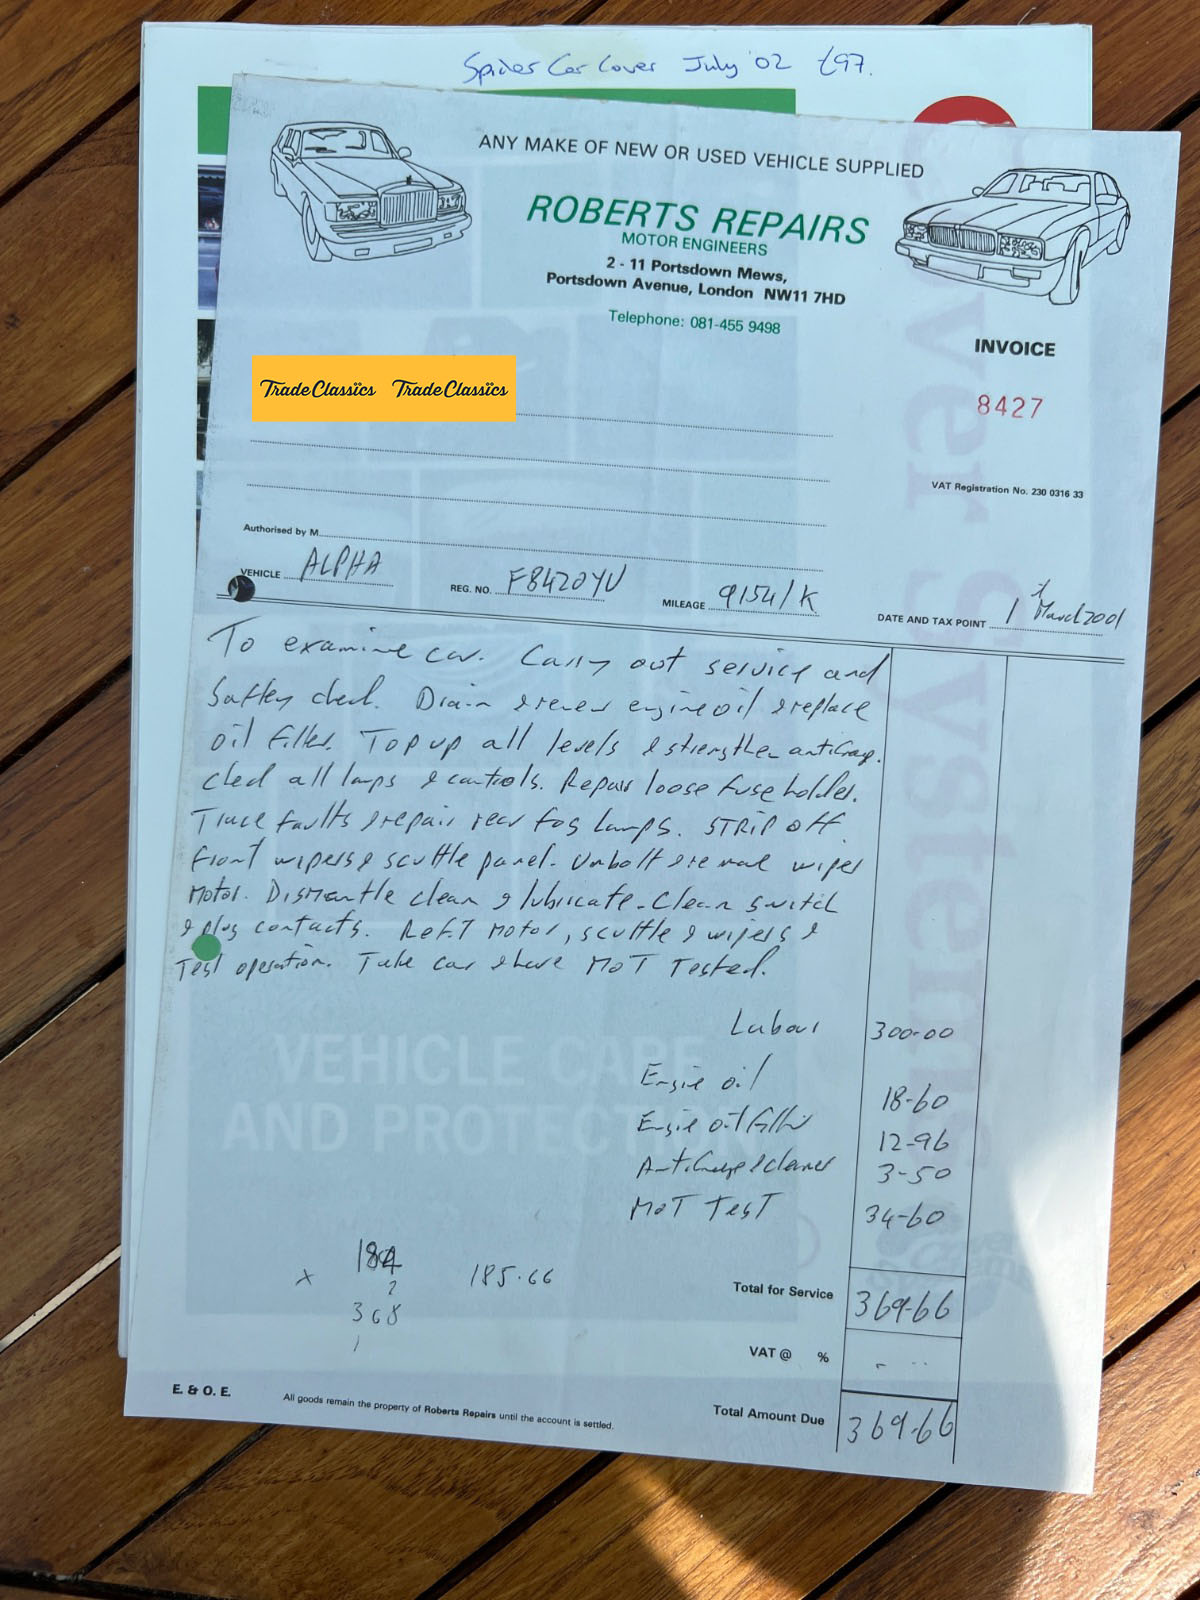 Spider Car Cover July '02 £97.
ANY MAKE OF NEW OR USED VEHICLE SUPPLIED
ROBERTS REPAIRS
MOTOR ENGINEERS
2 - 11 Portsdown Mews,
Portsdown Avenue, London NW11 7HD
Telephone: 081-455 9498
INVOICE
TradeClassics TradeClassics
8427
VAT Registration No. 230 0316 33
Authorised by M
VEHICLE ALPHA REG. NO. F842OYU MILEAGE 9154/K DATE AND TAX POINT 1st March 2001
To examine car. Carry out service and
Saftey check. Drain & renew engine oil & replace
oil filter. Top up all levels & strengthen antifreeze.
check all lamps & controls. Repair loose fuse holder.
Trace faults & repair rear fog lamps. STRIP off
front wipers & scuttle panel. Unbolt & remove wiper
Motor. Dismantle clean & lubricate. Clean switch
& plug contacts. Refit Motor, scuttle & wipers &
Test operation. Take car & have MoT Tested.
Labour 300-00
Engine oil 18-60
Engine oil filter 12-96
Antifreeze & cleaner 3-50
MoT Test 34-60
VEHICLE CARE
AND PROTECTION
184
x 2 185.66
368
1
Total for Service 369-66
VAT @ %
Total Amount Due 369-66
E. & O. E.
All goods remain the property of Roberts Repairs until the account is settled.